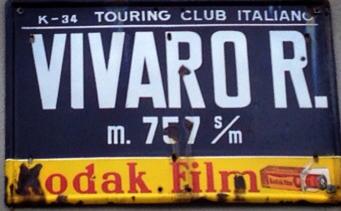 K-34 TOURING CLUB ITALIANO
VIVARO R.
m. 757 s/m
Kodak Film